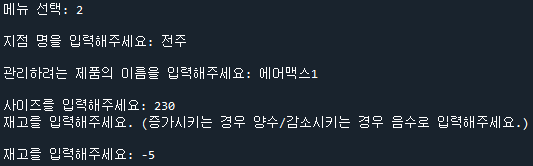 메뉴 선택: 2
지점 명을 입력해주세요: 전주
관리하려는 제품의 이름을 입력해주세요: 에어맥스1
사이즈를 입력해주세요: 230
재고를 입력해주세요. (증가시키는 경우 양수/감소시키는 경우 음수로 입력해주세요.)
재고를 입력해주세요: -5